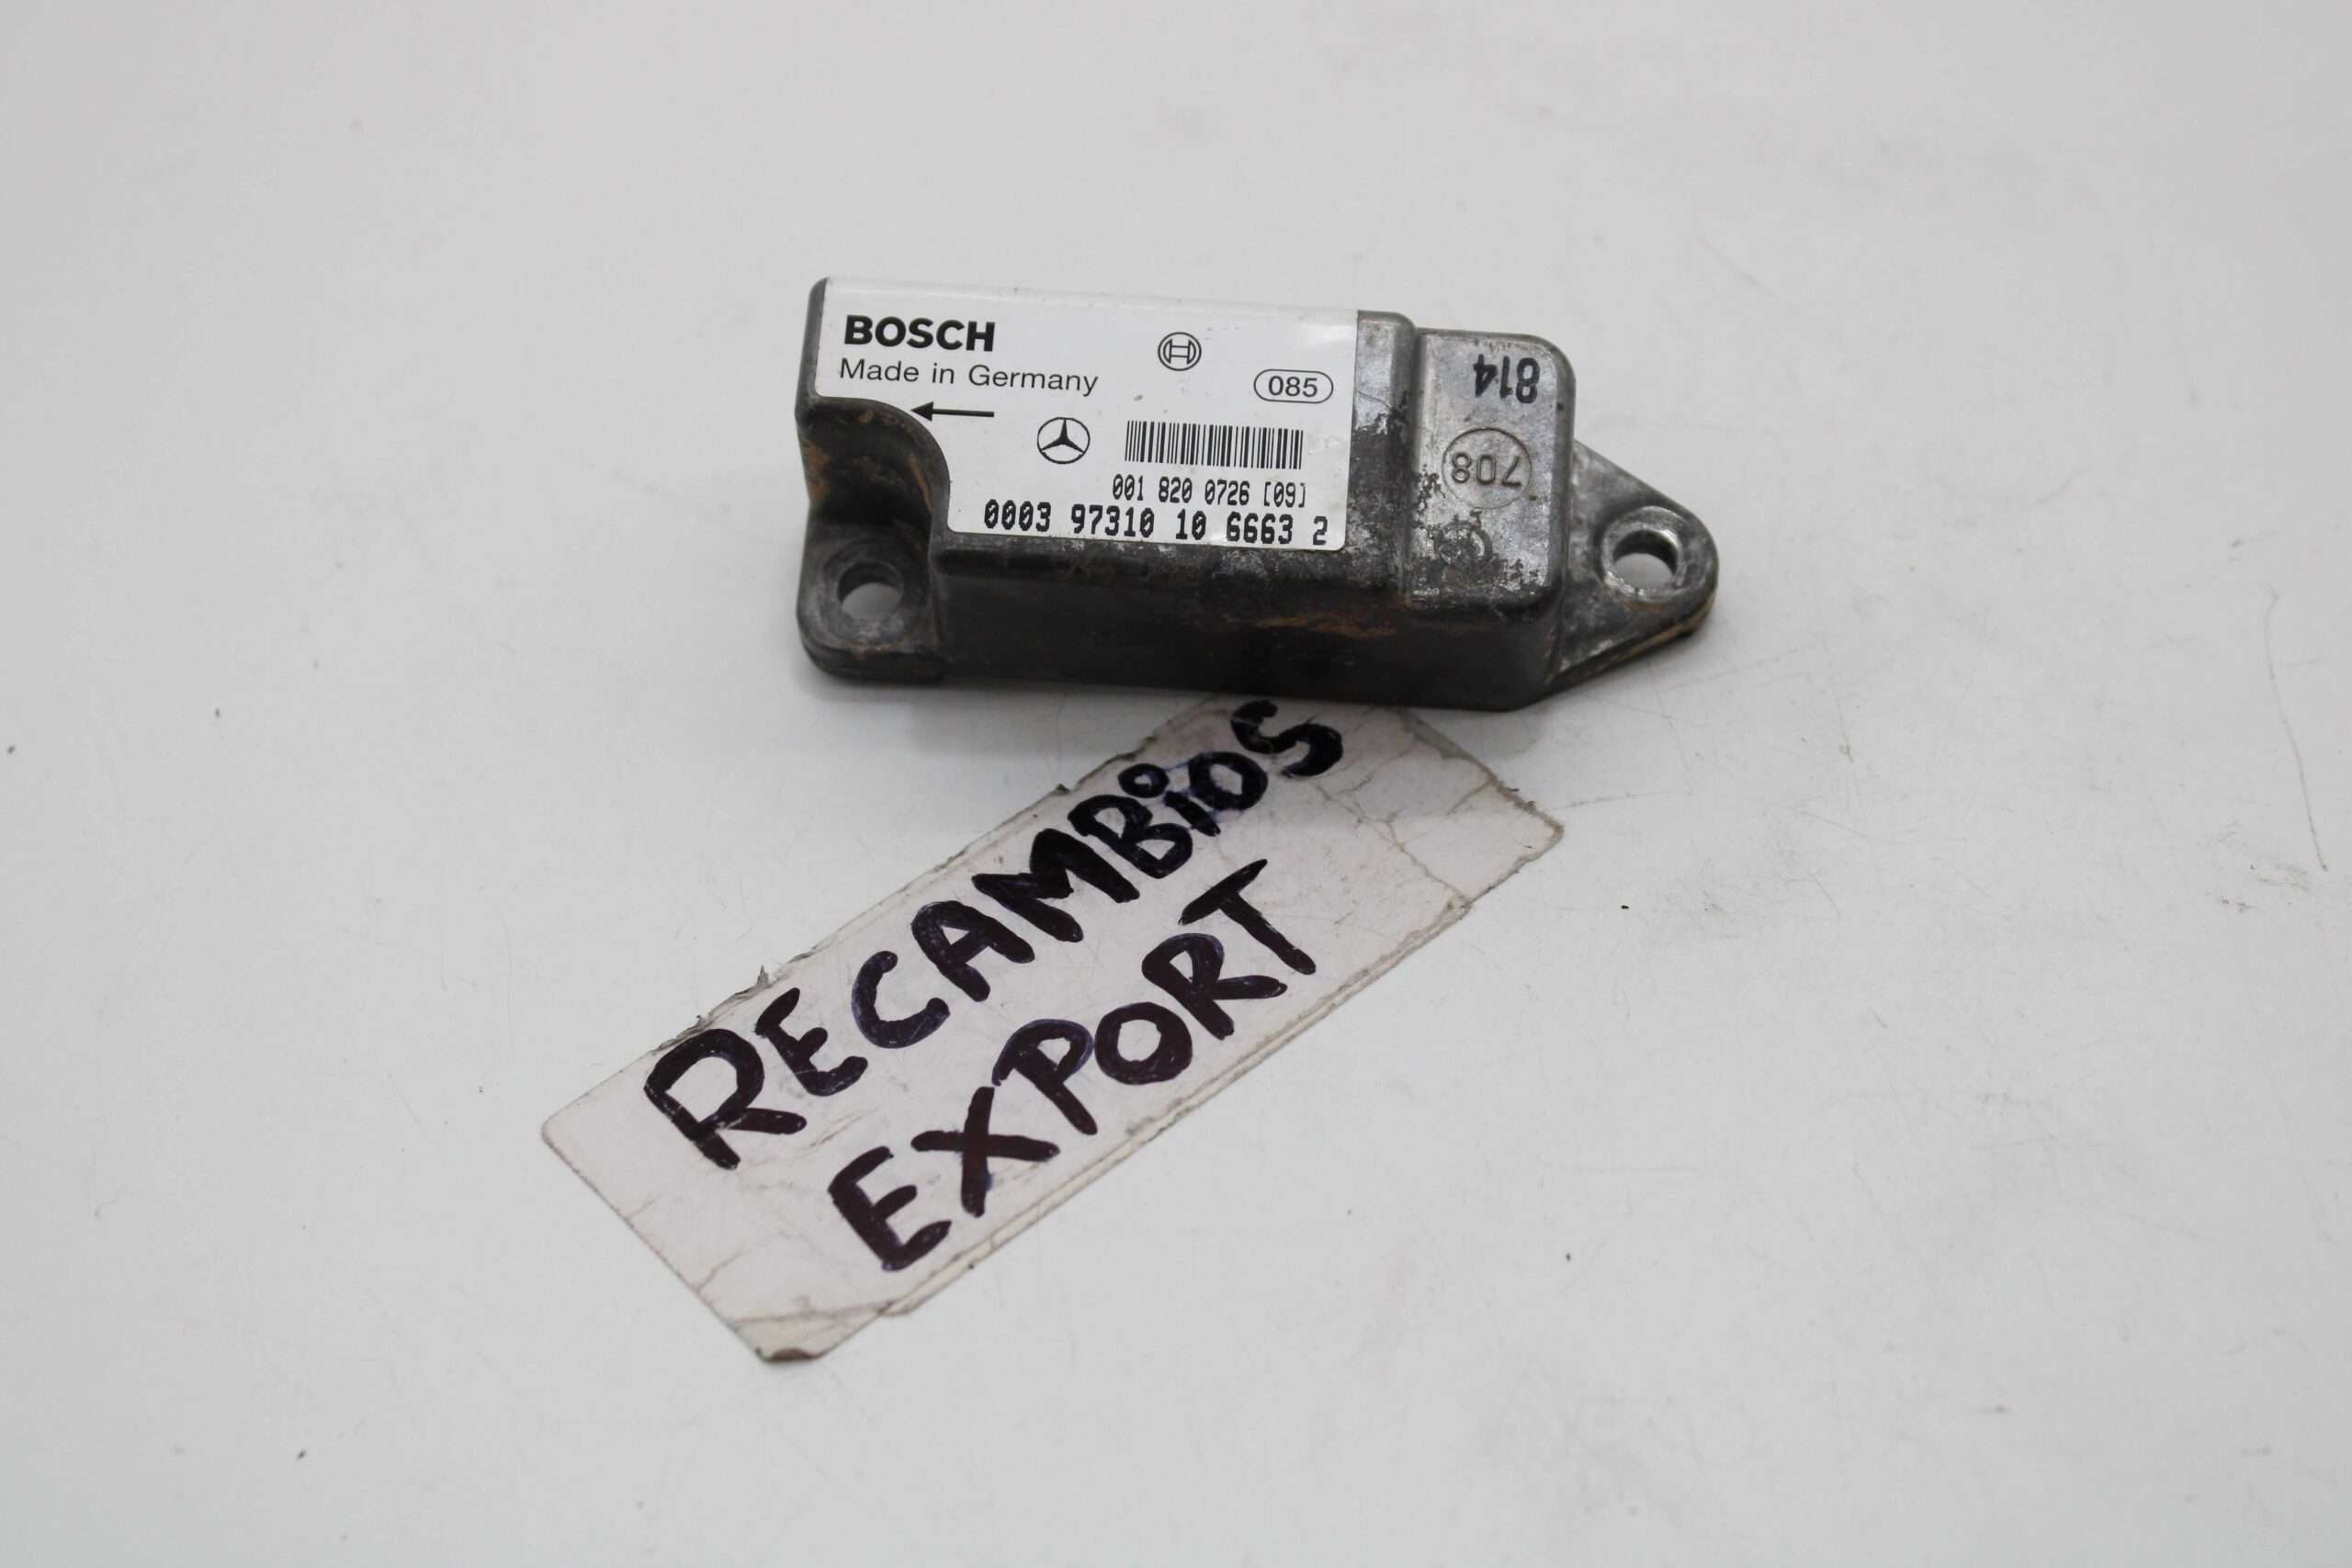 BOSCH
Made in Germany
085
001 820 0726 [09]
0003 97310 10 6663 2
814
708
RECAMBiOS
EXPORT